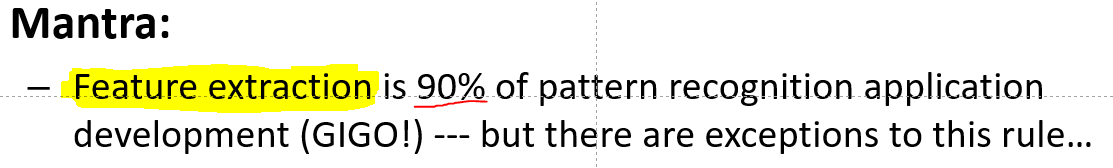 Mantra:
– Feature extraction is 90% of pattern recognition application
development (GIGO!) --- but there are exceptions to this rule...